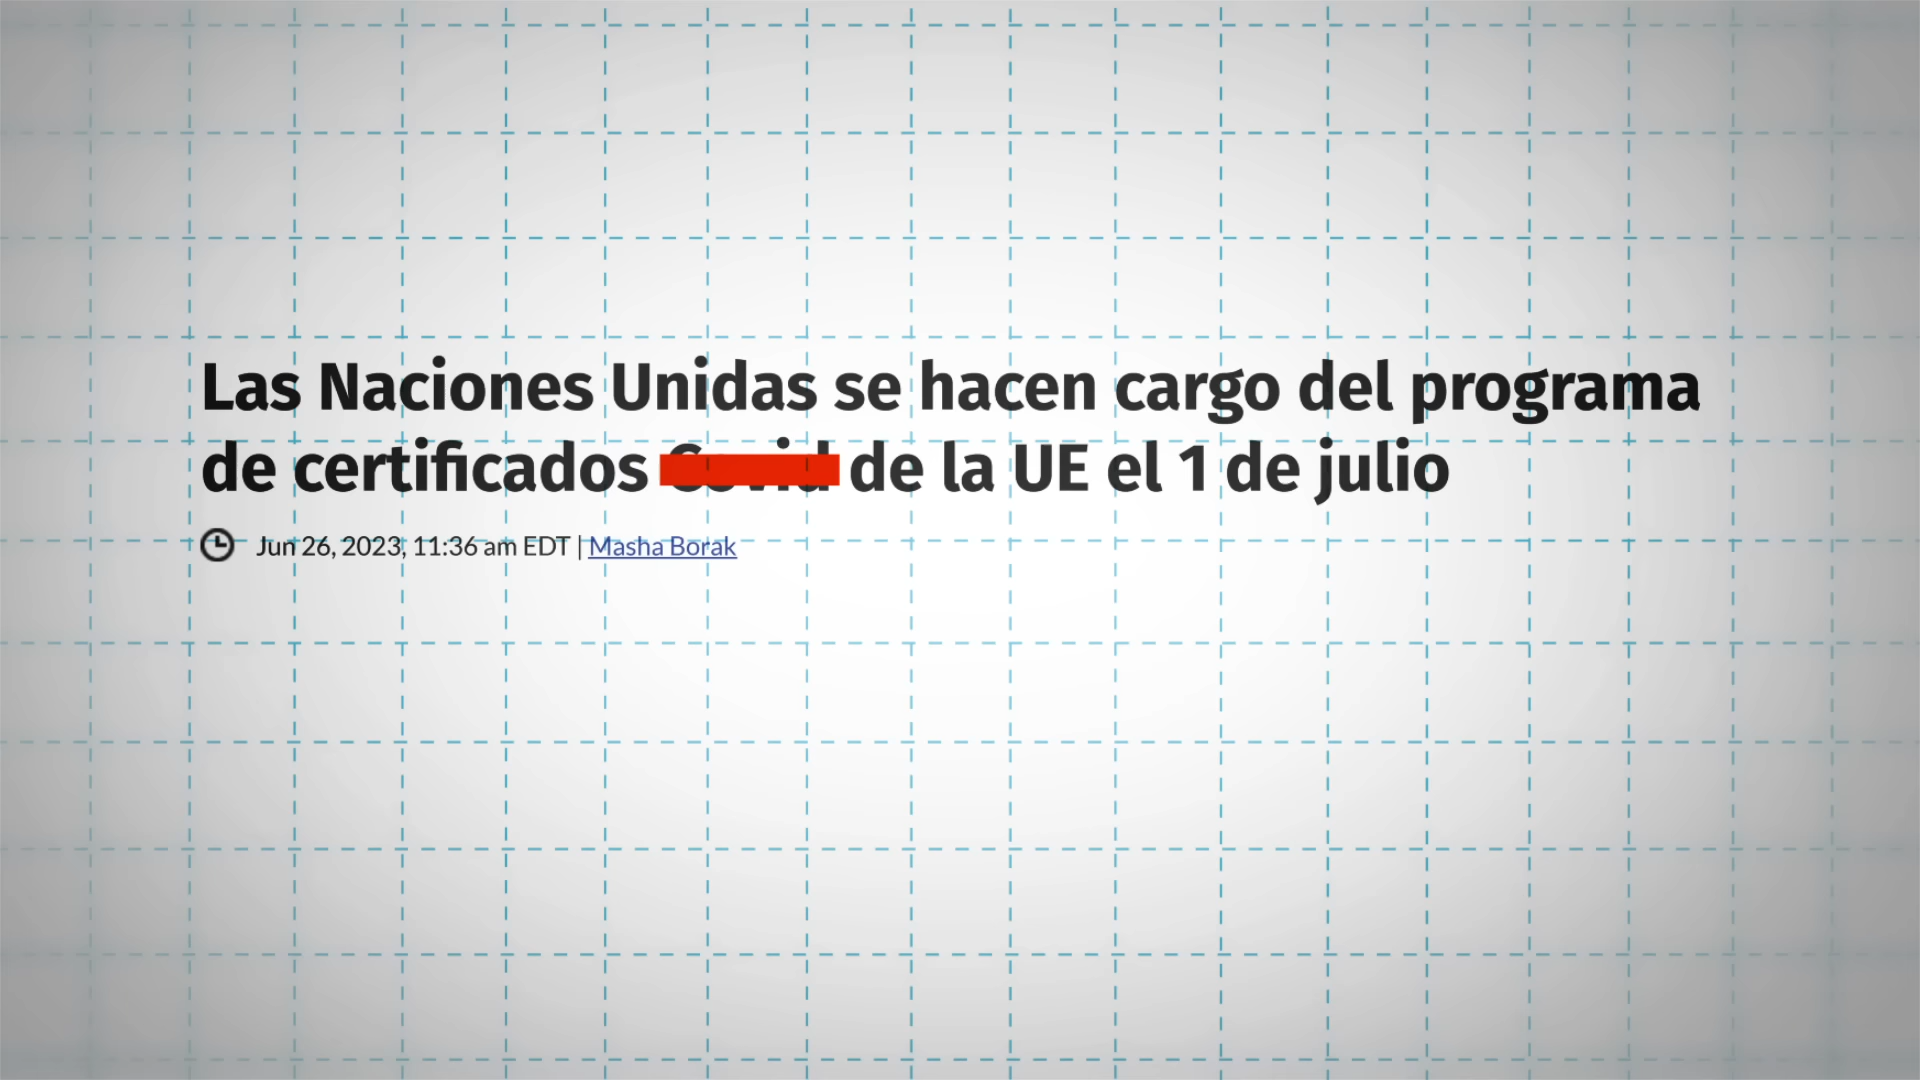 Las Naciones Unidas se hacen cargo del programa
de certificados Covid de la UE el 1 de julio
Jun 26, 2023, 11:36 am EDT | Masha Borak